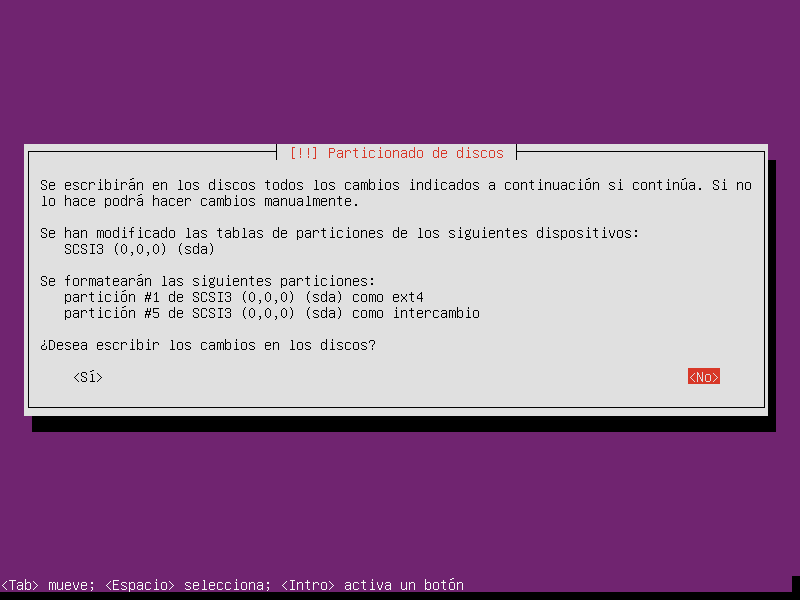 [!!] Particionado de discos
Se escribirán en los discos todos los cambios indicados a continuación si continúa. Si no
lo hace podrá hacer cambios manualmente.
Se han modificado las tablas de particiones de los siguientes dispositivos:
SCSI3 (0,0,0) (sda)
Se formatearán las siguientes particiones:
partición #1 de SCSI3 (0,0,0) (sda) como ext4
partición #5 de SCSI3 (0,0,0) (sda) como intercambio
¿Desea escribir los cambios en los discos?
<Sí> <No>
<Tab> mueve; <Espacio> selecciona; <Intro> activa un botón